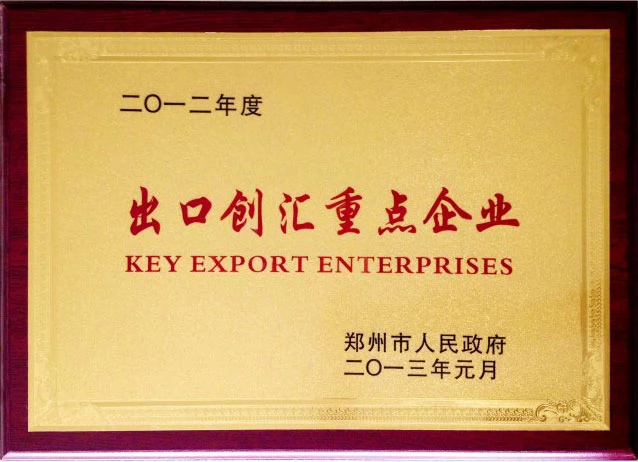 二〇一二年度
出口创汇重点企业
KEY EXPORT ENTERPRISES
郑州市人民政府
二〇一三年元月